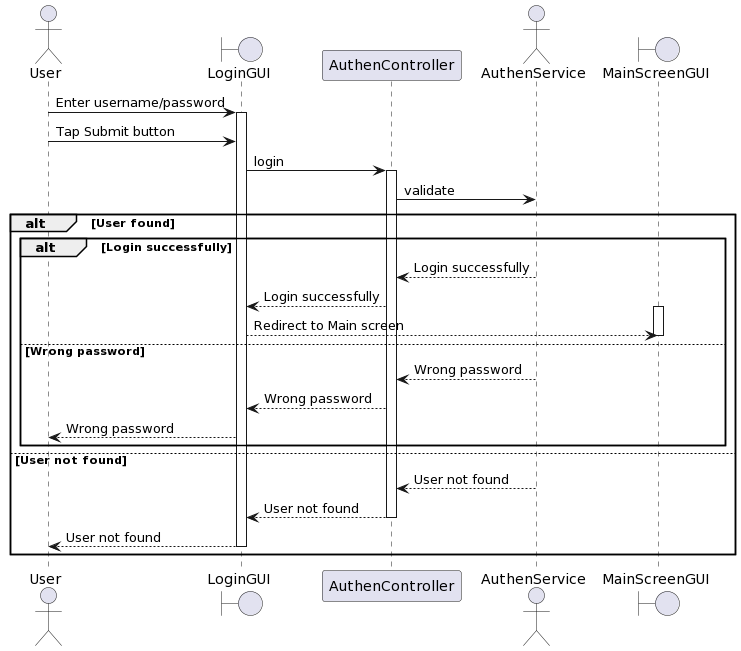 User
LoginGUI
AuthenController
AuthenService
MainScreenGUI
Enter username/password
Tap Submit button
login
validate
alt [User found]
alt [Login successfully]
Login successfully
Login successfully
Redirect to Main screen
[Wrong password]
Wrong password
Wrong password
Wrong password
[User not found]
User not found
User not found
User not found
User
LoginGUI
AuthenController
AuthenService
MainScreenGUI